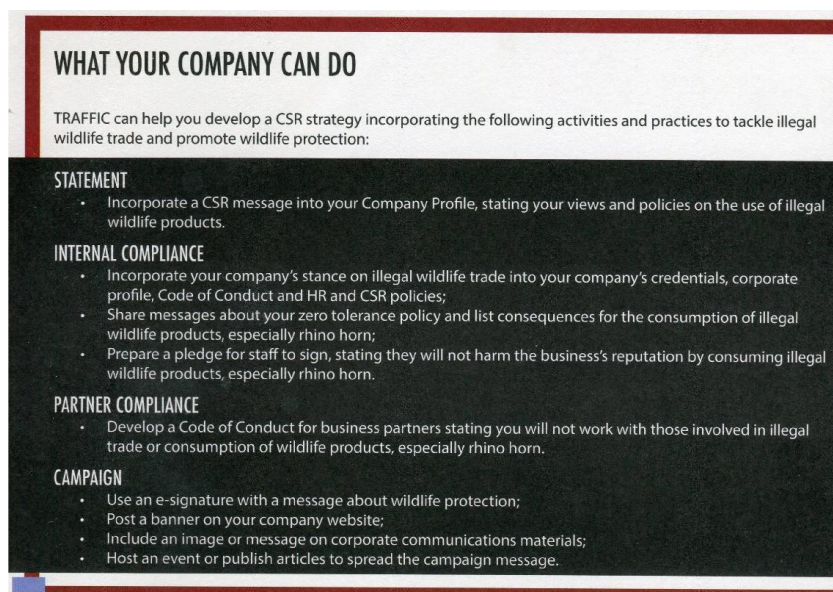 WHAT YOUR COMPANY CAN DO
TRAFFIC can help you develop a CSR strategy incorporating the following activities and practices to tackle illegal
wildlife trade and promote wildlife protection:
STATEMENT
• Incorporate a CSR message into your Company Profile, stating your views and policies on the use of illegal
wildlife products.
INTERNAL COMPLIANCE
• Incorporate your company's stance on illegal wildlife trade into your company's credentials, corporate
profile, Code of Conduct and HR and CSR policies;
• Share messages about your zero tolerance policy and list consequences for the consumption of illegal
wildlife products, especially rhino horn;
• Prepare a pledge for staff to sign, stating they will not harm the business's reputation by consuming illegal
wildlife products, especially rhino horn.
PARTNER COMPLIANCE
• Develop a Code of Conduct for business partners stating you will not work with those involved in illegal
trade or consumption of wildlife products, especially rhino horn.
CAMPAIGN
• Use an e-signature with a message about wildlife protection;
• Post a banner on your company website;
• Include an image or message on corporate communications materials;
• Host an event or publish articles to spread the campaign message.